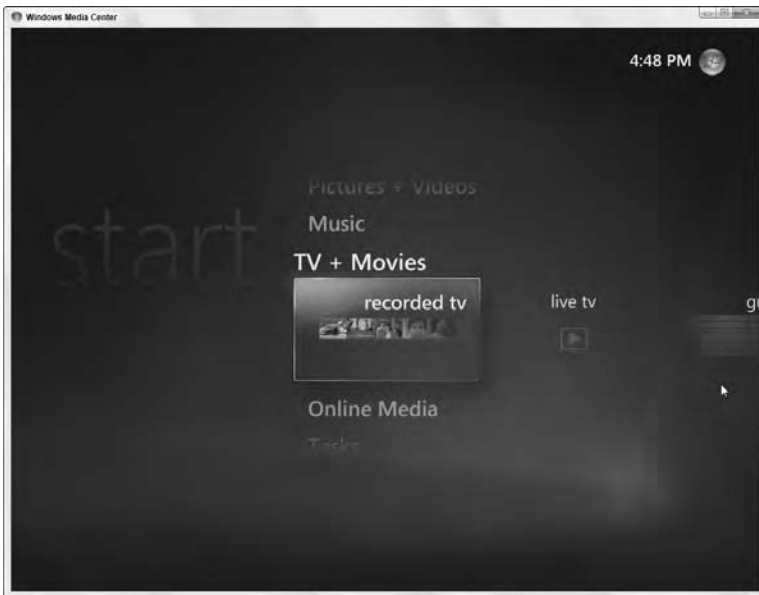 Windows Media Center
4:48 PM
start
Pictures + Videos
Music
TV + Movies
recorded tv live tv gu
Online Media
Tasks